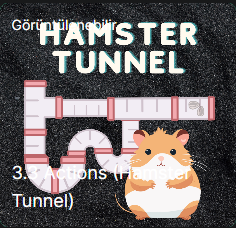 Görüntülenebilir
HAMSTER
TUNNEL
3.3 Actions (Hamster
Tunnel)